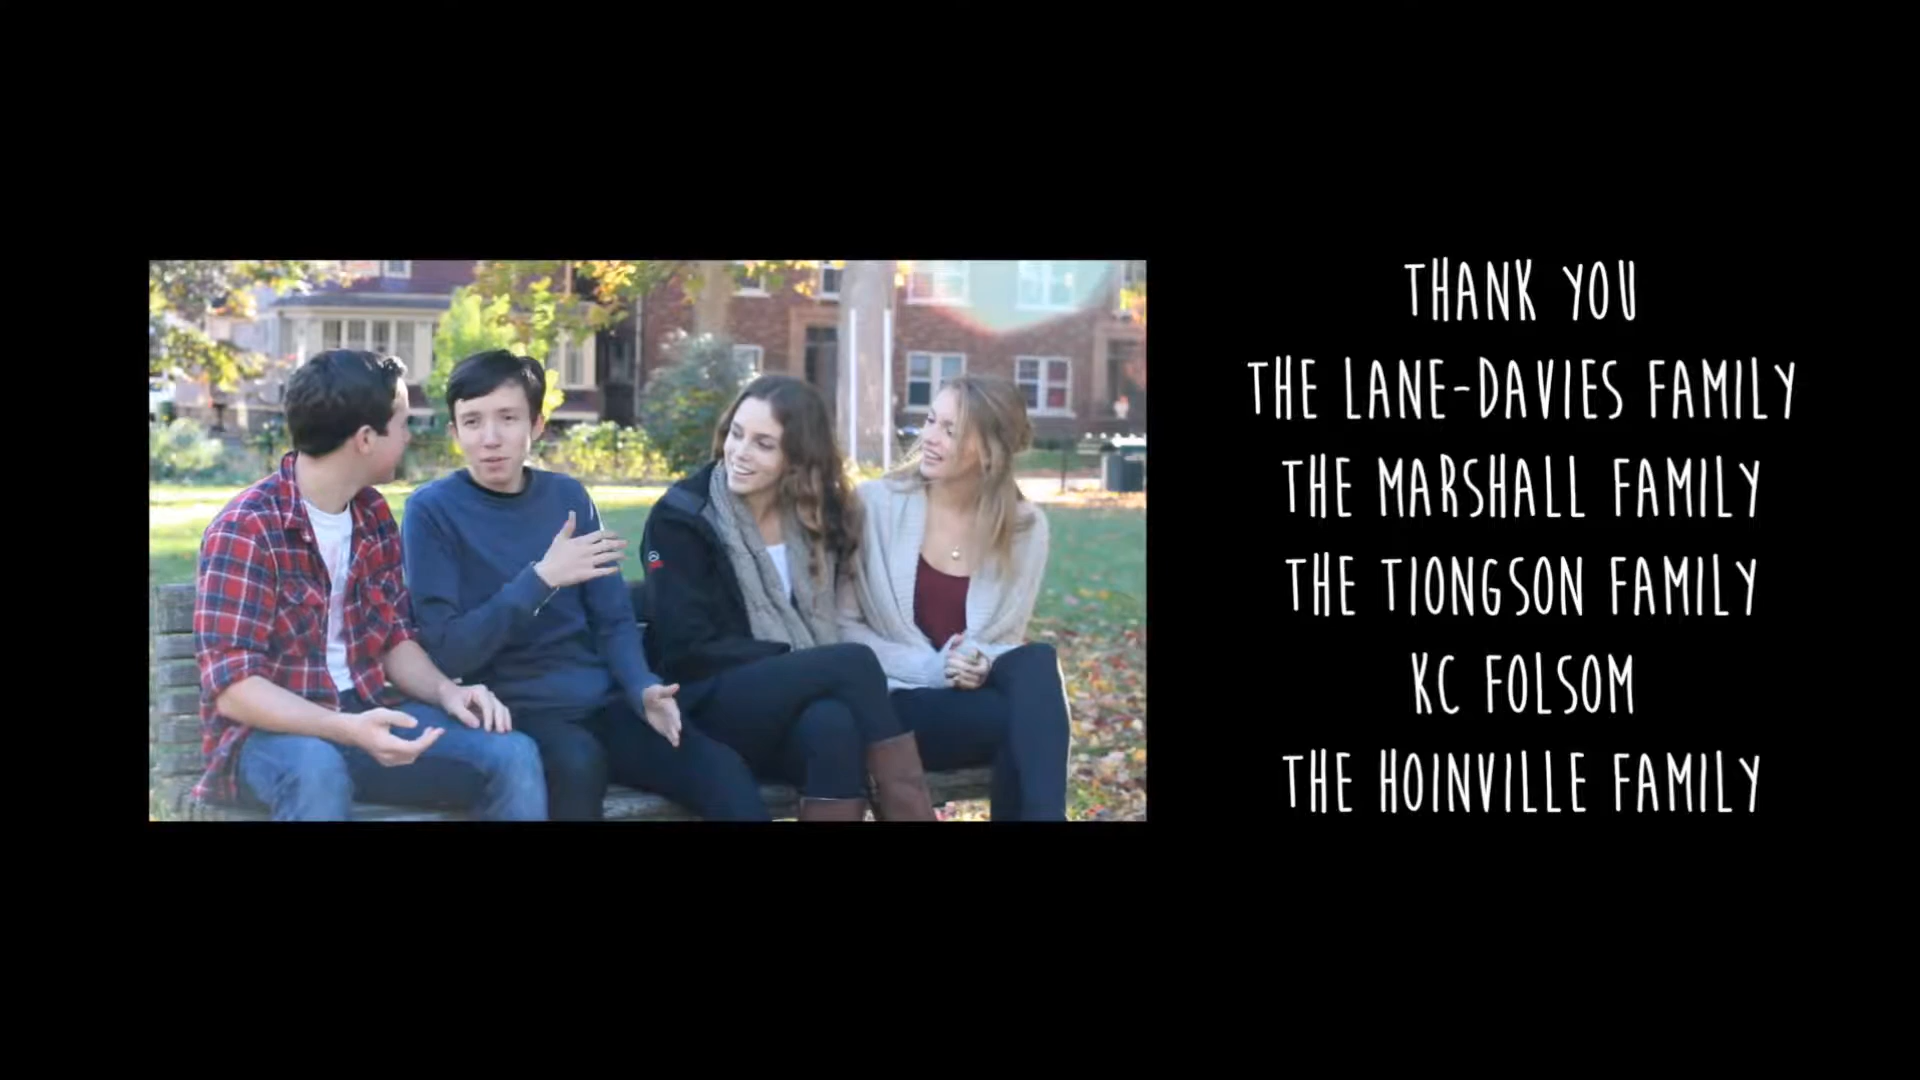 THANK YOU
THE LANE-DAVIES FAMILY
THE MARSHALL FAMILY
THE TIONGSON FAMILY
KC FOLSOM
THE HOINVILLE FAMILY